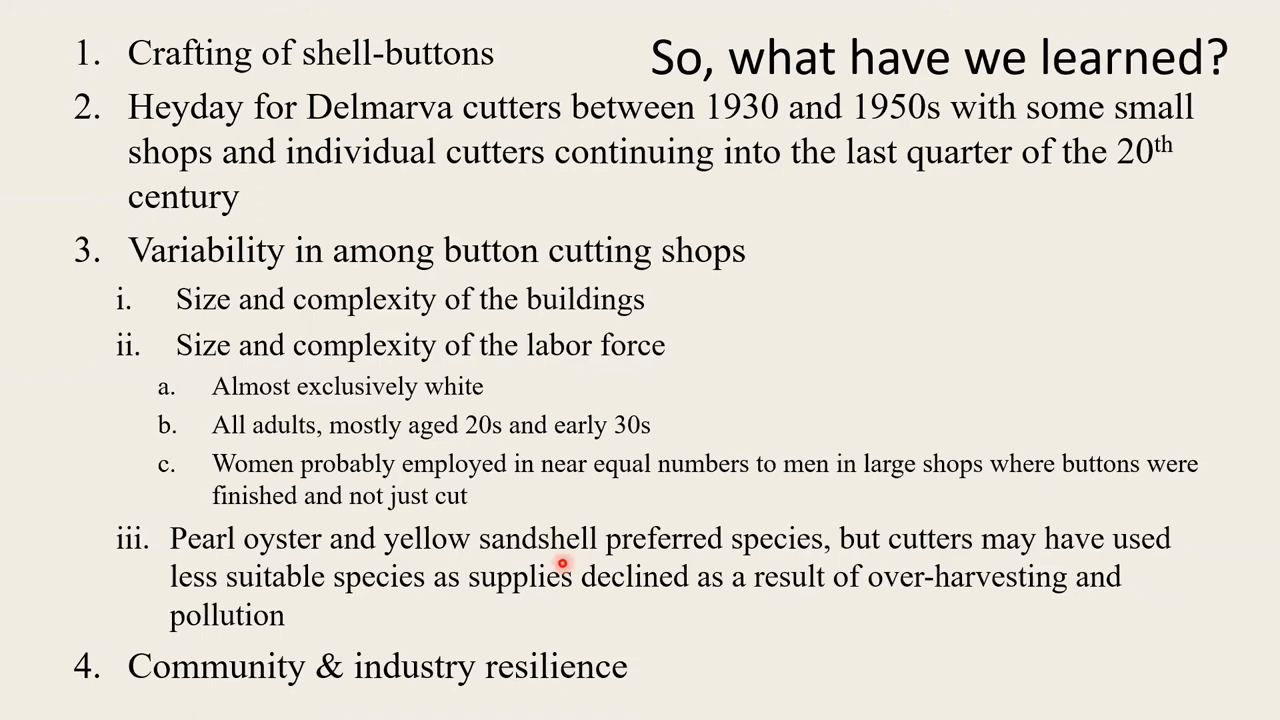 So, what have we learned?
1. Crafting of shell-buttons
2. Heyday for Delmarva cutters between 1930 and 1950s with some small
shops and individual cutters continuing into the last quarter of the 20th
century
3. Variability in among button cutting shops
i. Size and complexity of the buildings
ii. Size and complexity of the labor force
a. Almost exclusively white
b. All adults, mostly aged 20s and early 30s
c. Women probably employed in near equal numbers to men in large shops where buttons were
finished and not just cut
iii. Pearl oyster and yellow sandshell preferred species, but cutters may have used
less suitable species as supplies declined as a result of over-harvesting and
pollution
4. Community & industry resilience